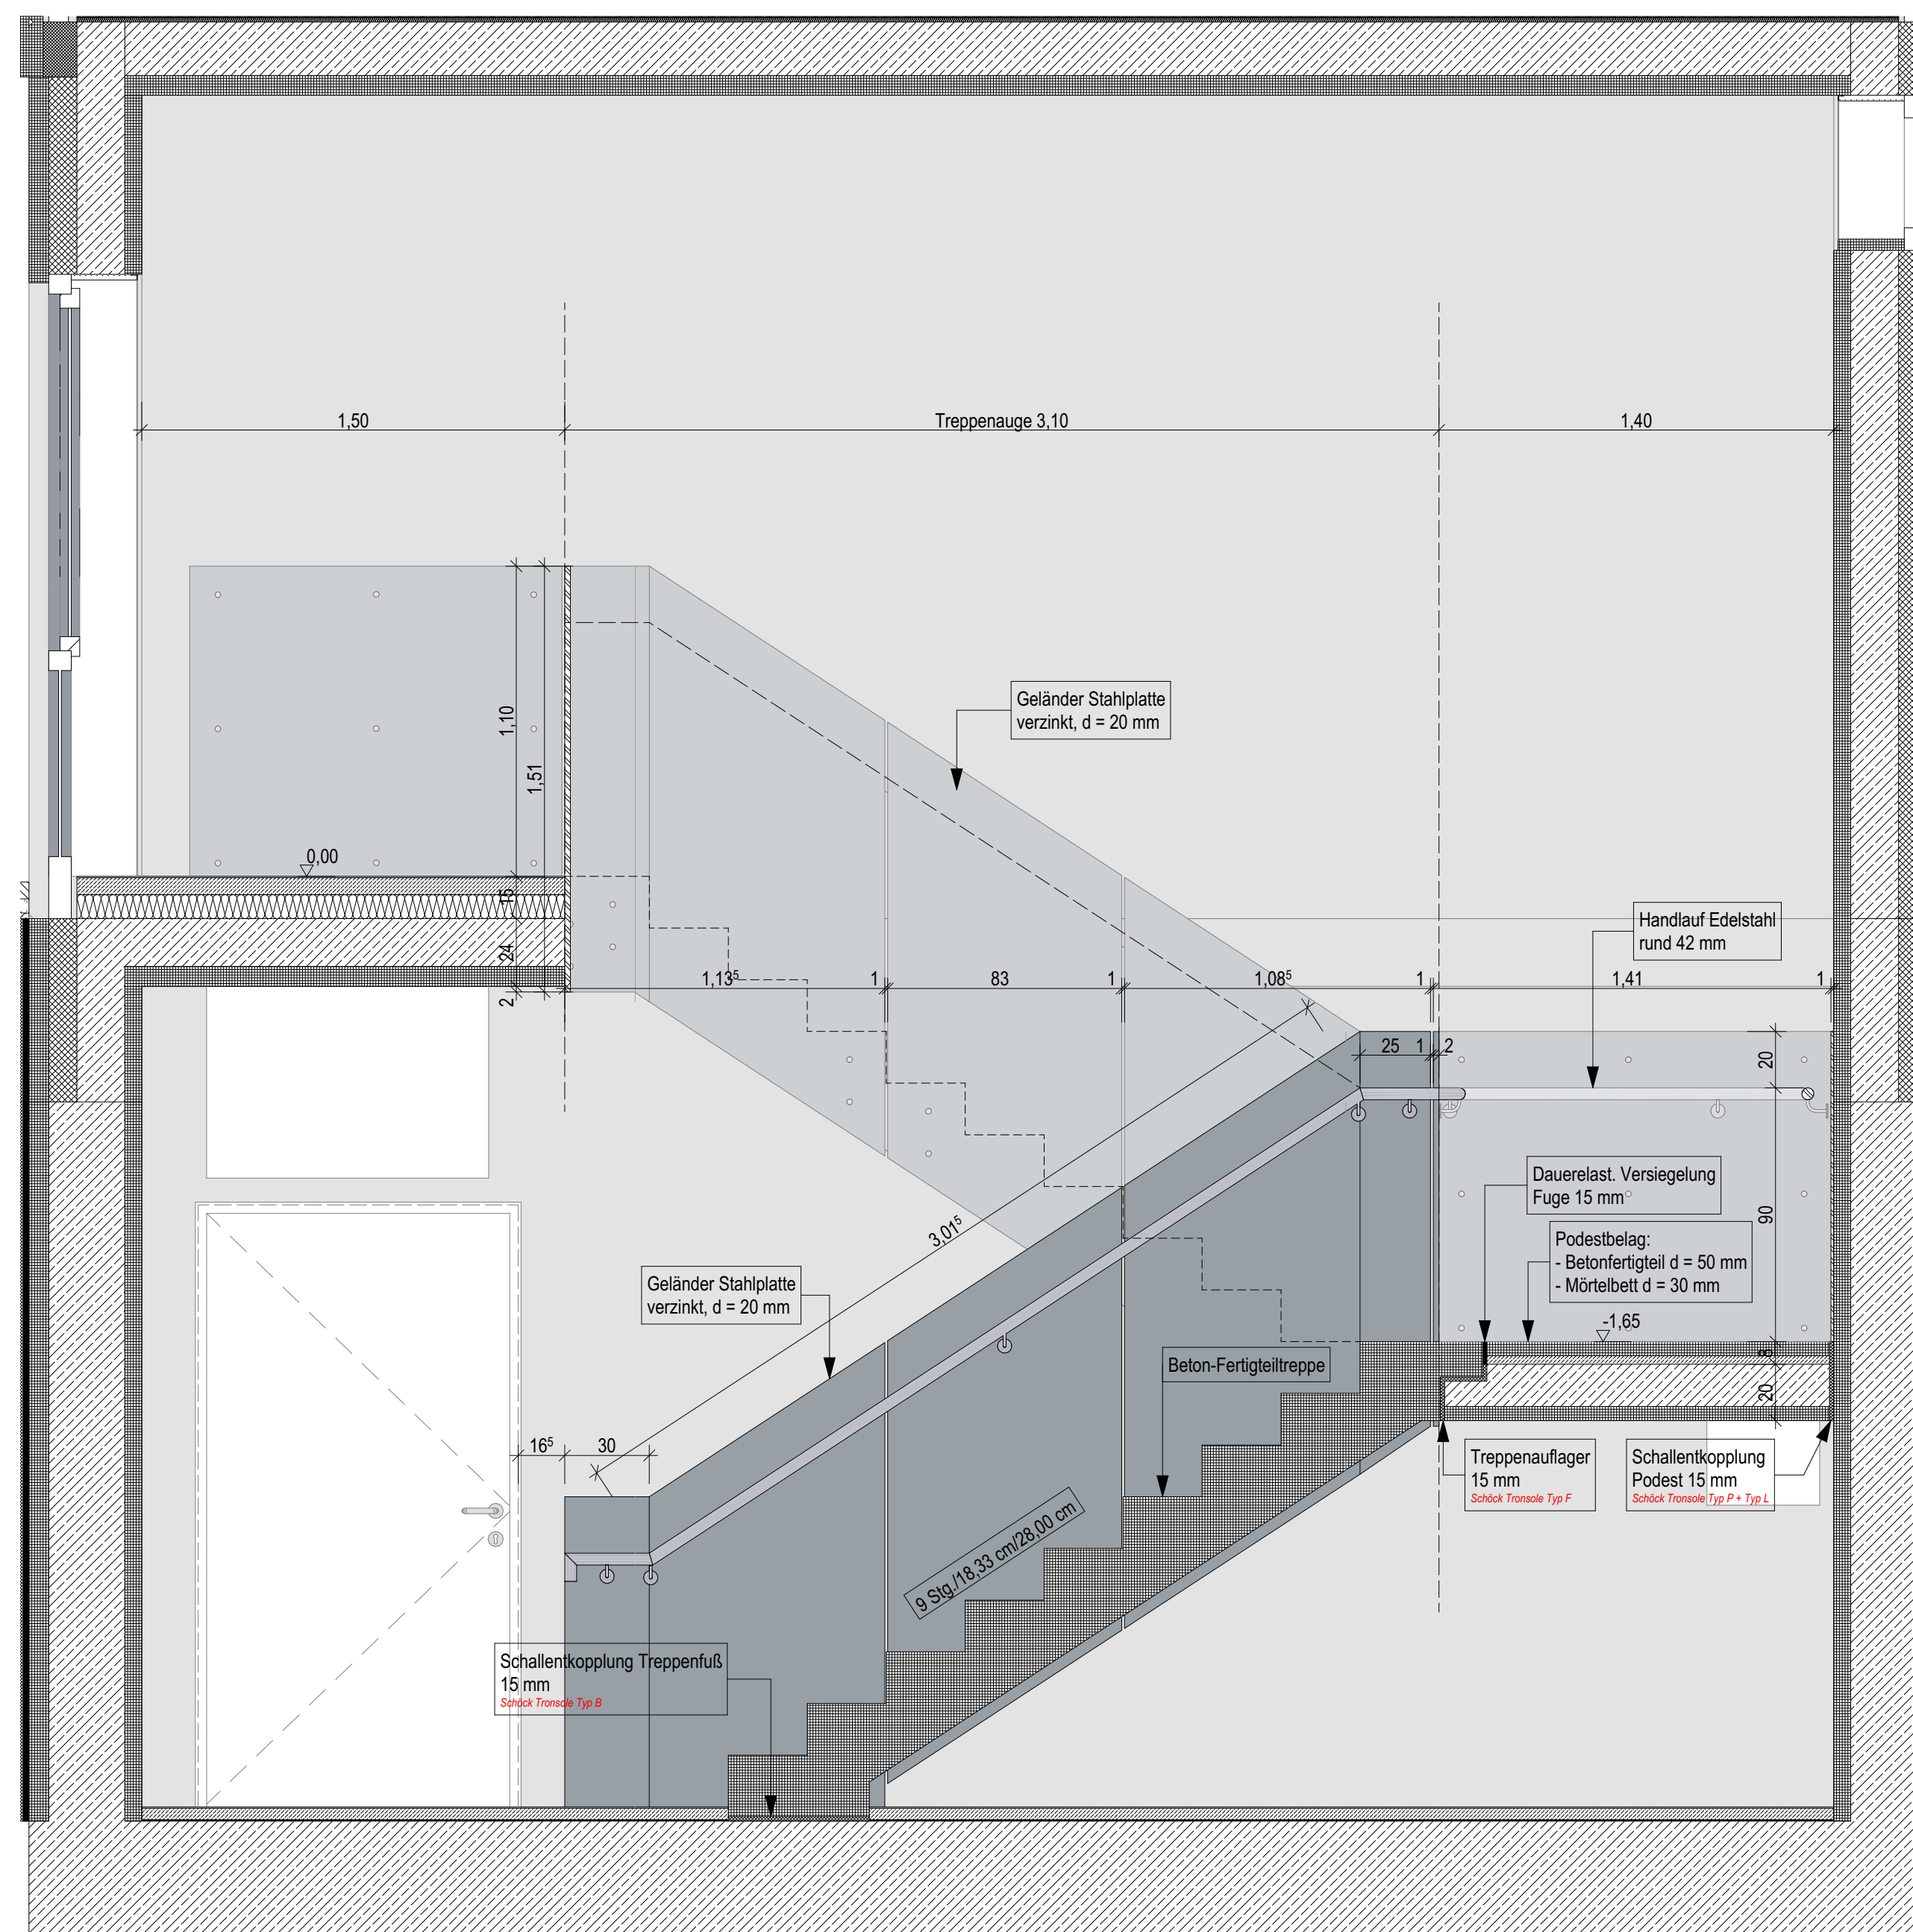 1,50
Treppenauge 3,10
1,40
Geländer Stahlplatte
verzinkt, d = 20 mm
1,10
1,51
0,00
15
24
2
Handlauf Edelstahl
rund 42 mm
1,13⁵
1
83
1
1,08⁵
1
1,41
1
25
1
2
20
90
Dauerelast. Versiegelung
Fuge 15 mm
Podestbelag:
- Betonfertigteil d = 50 mm
- Mörtelbett d = 30 mm
-1,65
8
20
3,01⁵
Geländer Stahlplatte
verzinkt, d = 20 mm
Beton-Fertigteiltreppe
16⁵
30
Treppenauflager
15 mm
Schöck Tronsole Typ F
Schallentkopplung
Podest 15 mm
Schöck Tronsole Typ P + Typ L
9 Stg./18,33 cm/28,00 cm
Schallentkopplung Treppenfuß
15 mm
Schöck Tronsole Typ B